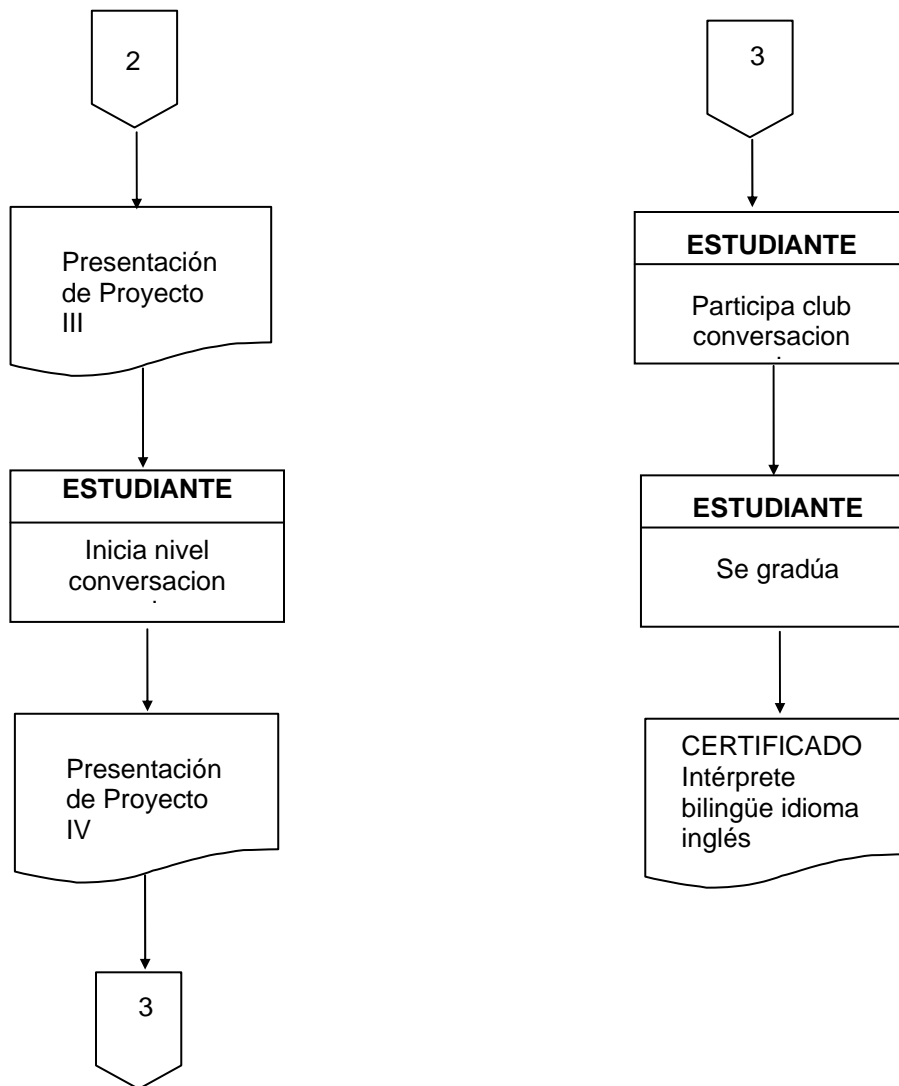 2
Presentación
de Proyecto
III
ESTUDIANTE
Inicia nivel
conversacion
Presentación
de Proyecto
IV
3
3
ESTUDIANTE
Participa club
conversacion
ESTUDIANTE
Se gradúa
CERTIFICADO
Intérprete
bilingüe idioma
inglés